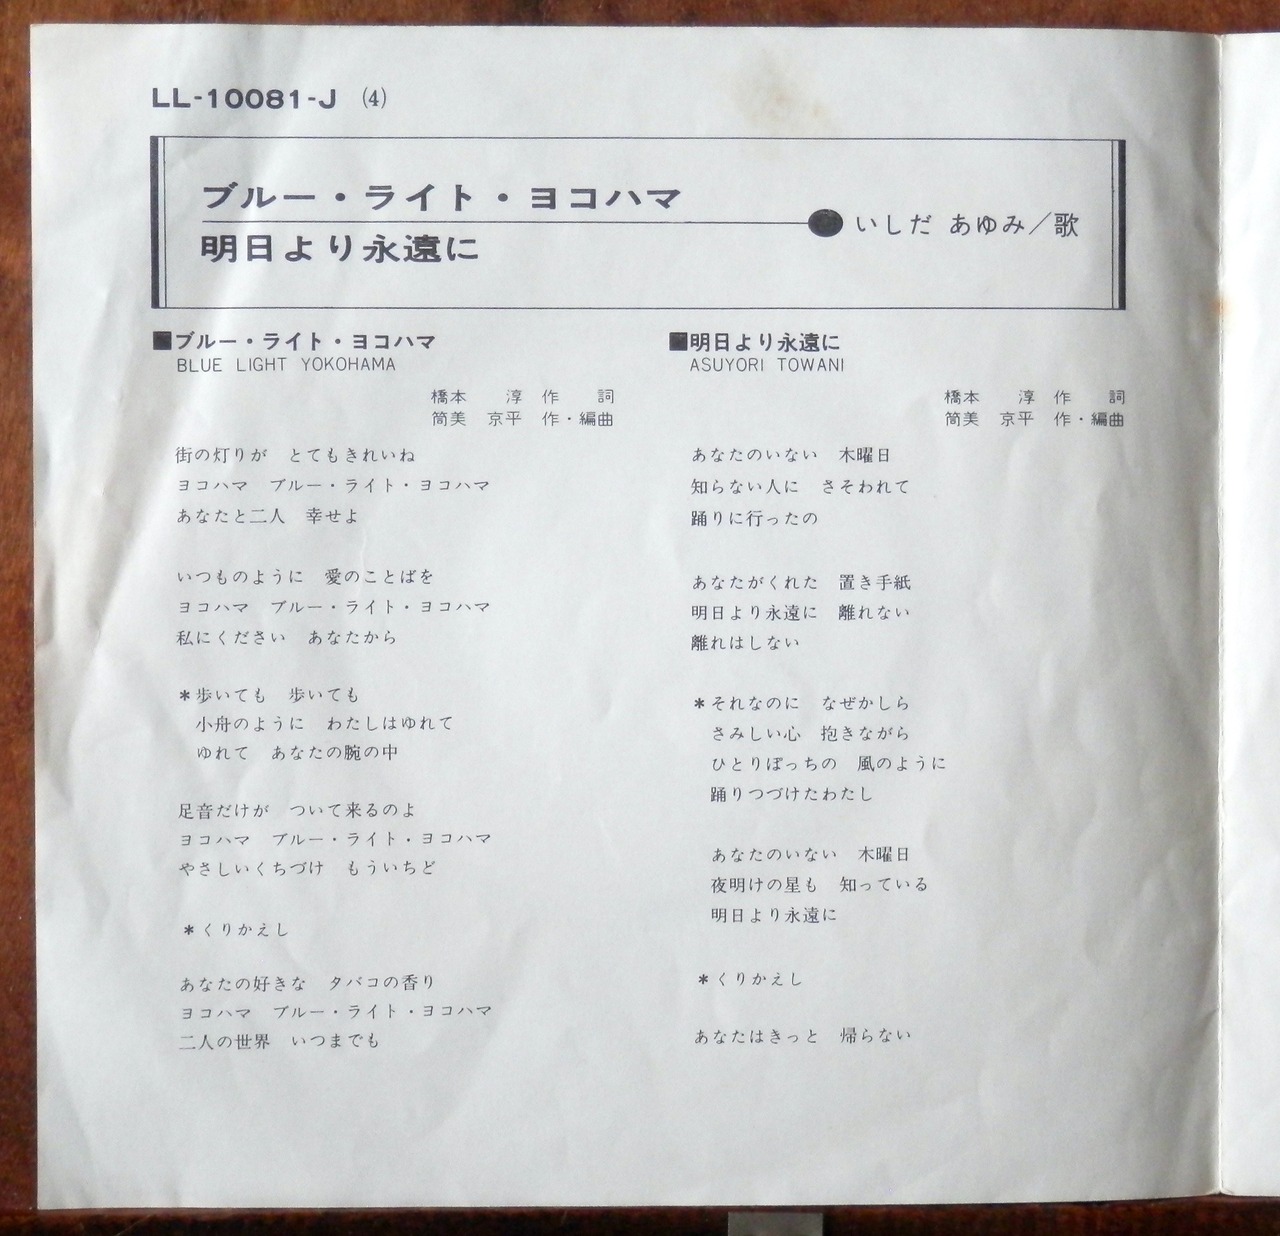 LL-10081-J (4)
ブルー・ライト・ヨコハマ
明日より永遠に
●いしだ あゆみ／歌
■ブルー・ライト・ヨコハマ
BLUE LIGHT YOKOHAMA
橋本 淳 作 詞
筒美 京平 作・編曲
街の灯りが とてもきれいね
ヨコハマ ブルー・ライト・ヨコハマ
あなたと二人 幸せよ
いつものように 愛のことばを
ヨコハマ ブルー・ライト・ヨコハマ
私にください あなたから
＊歩いても 歩いても
小舟のように わたしはゆれて
ゆれて あなたの腕の中
足音だけが ついて来るのよ
ヨコハマ ブルー・ライト・ヨコハマ
やさしいくちづけ もういちど
＊くりかえし
あなたの好きな タバコの香り
ヨコハマ ブルー・ライト・ヨコハマ
二人の世界 いつまでも
■明日より永遠に
ASUYORI TOWANI
橋本 淳 作 詞
筒美 京平 作・編曲
あなたのいない 木曜日
知らない人に さそわれて
踊りに行ったの
あなたがくれた 置き手紙
明日より永遠に 離れない
離れはしない
＊それなのに なぜかしら
さみしい心 抱きながら
ひとりぽっちの 風のように
踊りつづけたわたし
あなたのいない 木曜日
夜明けの星も 知っている
明日より永遠に
＊くりかえし
あなたはきっと 帰らない